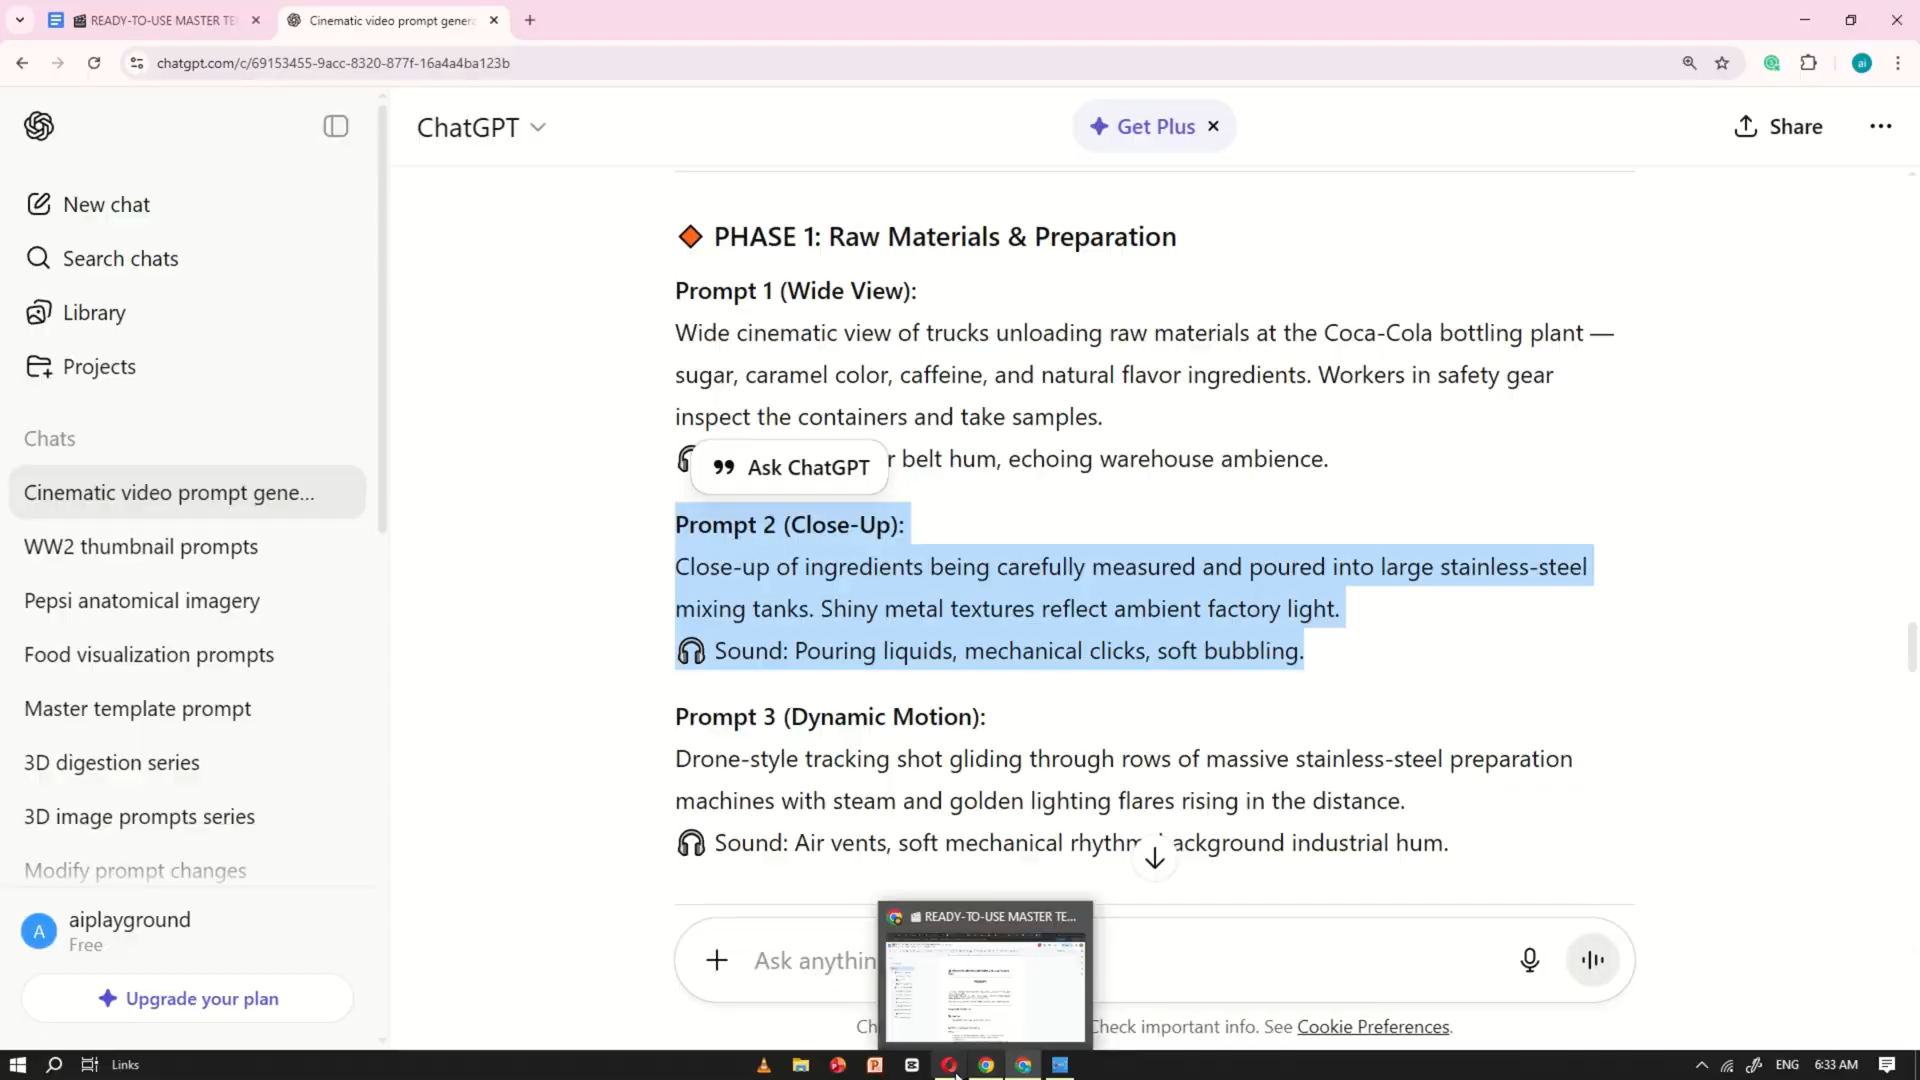 READY-TO-USE MASTER TE
Cinematic video prompt genera
chatgpt.com/c/69153455-9acc-8320-877f-16a4a4ba123b
ai
ChatGPT
Get Plus
Share
New chat
Search chats
Library
Projects
Chats
Cinematic video prompt gene...
WW2 thumbnail prompts
Pepsi anatomical imagery
Food visualization prompts
Master template prompt
3D digestion series
3D image prompts series
Modify prompt changes
A
aiplayground
Free
Upgrade your plan
PHASE 1: Raw Materials & Preparation
Prompt 1 (Wide View):
Wide cinematic view of trucks unloading raw materials at the Coca-Cola bottling plant —
sugar, caramel color, caffeine, and natural flavor ingredients. Workers in safety gear
inspect the containers and take samples.
Ask ChatGPT
r belt hum, echoing warehouse ambience.
Prompt 2 (Close-Up):
Close-up of ingredients being carefully measured and poured into large stainless-steel
mixing tanks. Shiny metal textures reflect ambient factory light.
Sound: Pouring liquids, mechanical clicks, soft bubbling.
Prompt 3 (Dynamic Motion):
Drone-style tracking shot gliding through rows of massive stainless-steel preparation
machines with steam and golden lighting flares rising in the distance.
Sound: Air vents, soft mechanical rhythm, background industrial hum.
READY-TO-USE MASTER TE...
Ask anythin
Ch
Check important info. See Cookie Preferences.
Links
ENG
6:33 AM